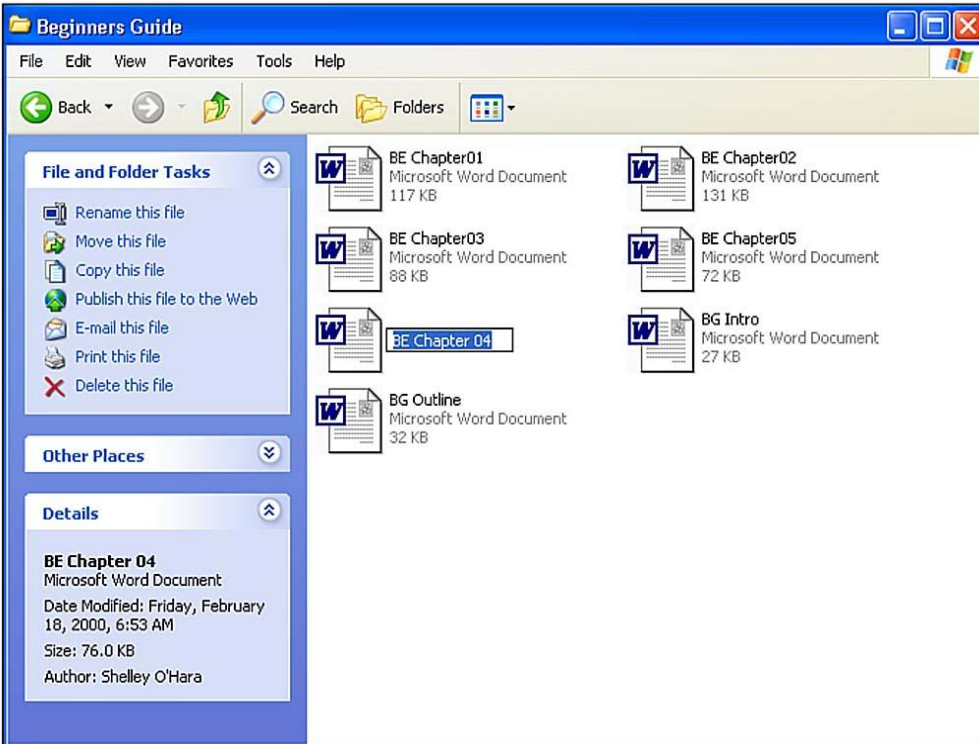 Beginners Guide
File Edit View Favorites Tools Help
Back Search Folders
File and Folder Tasks
Rename this file
Move this file
Copy this file
Publish this file to the Web
E-mail this file
Print this file
Delete this file
Other Places
Details
BE Chapter 04
Microsoft Word Document
Date Modified: Friday, February
18, 2000, 6:53 AM
Size: 76.0 KB
Author: Shelley O'Hara
W BE Chapter01
Microsoft Word Document
117 KB
W BE Chapter02
Microsoft Word Document
131 KB
W BE Chapter03
Microsoft Word Document
88 KB
W BE Chapter05
Microsoft Word Document
72 KB
W BE Chapter 04
W BG Intro
Microsoft Word Document
27 KB
W BG Outline
Microsoft Word Document
32 KB